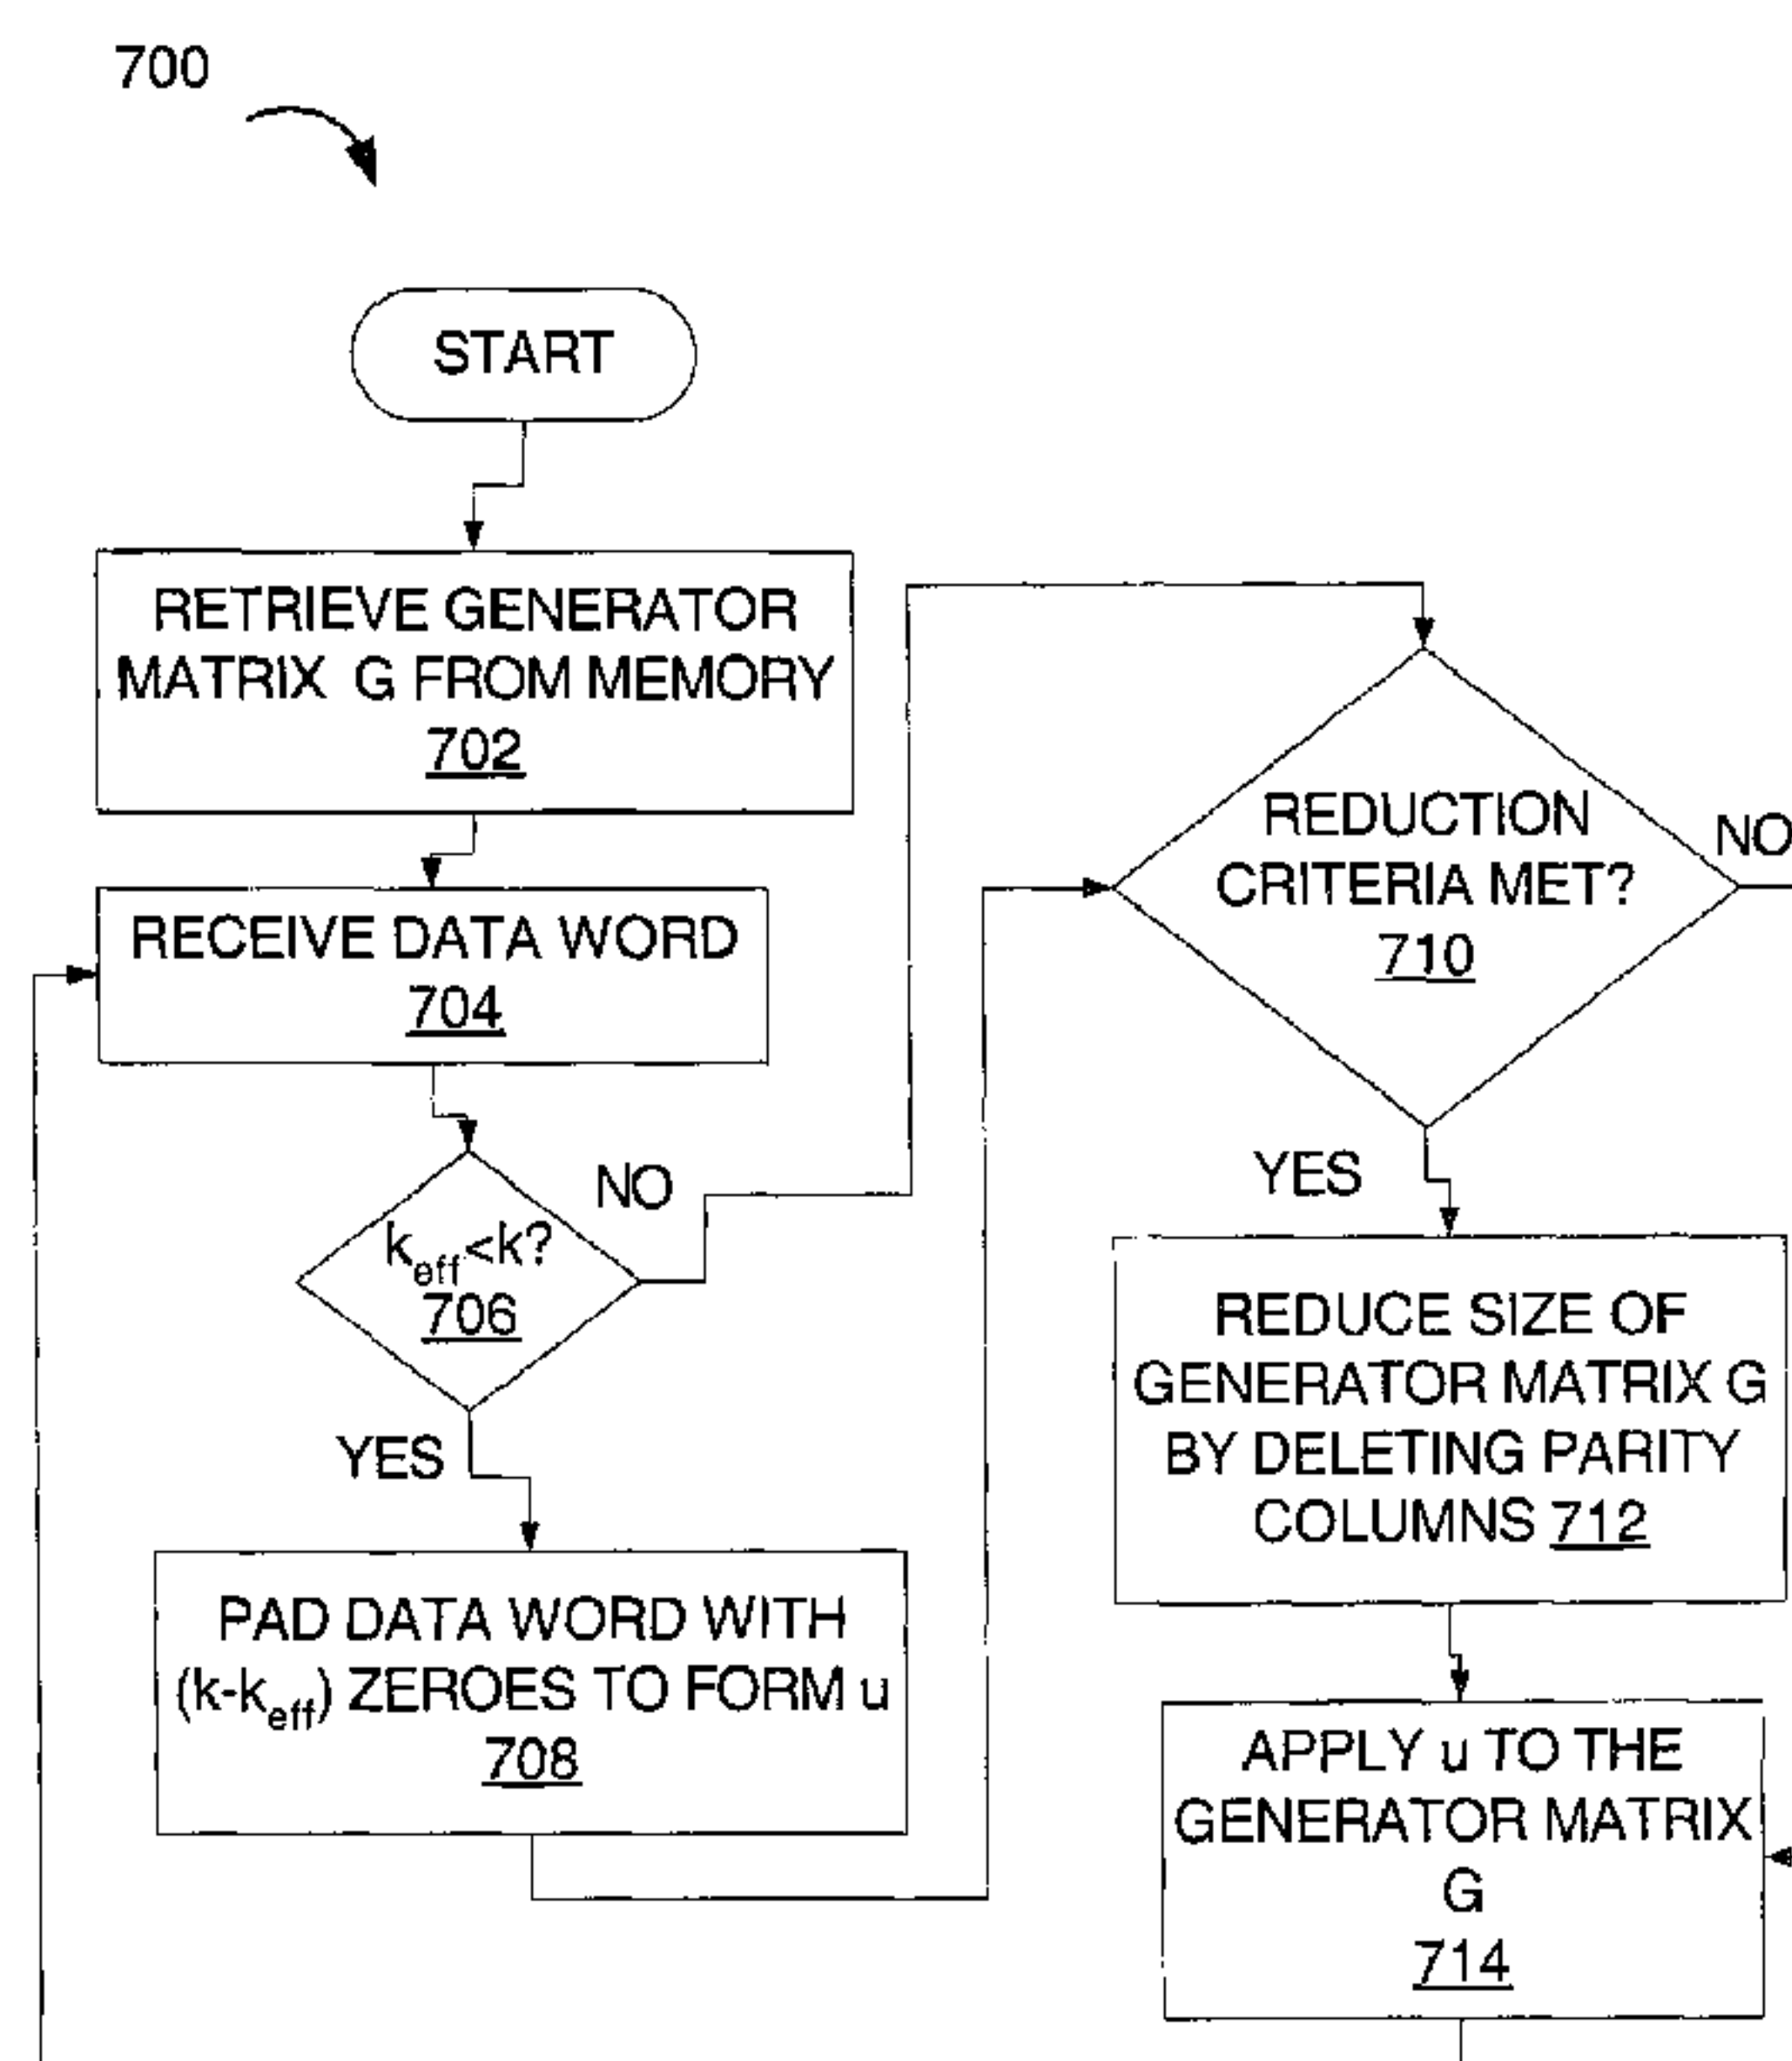 700
START
RETRIEVE GENERATOR
MATRIX G FROM MEMORY
702
RECEIVE DATA WORD
704
k_eff<k?
706
NO
YES
PAD DATA WORD WITH
(k-k_eff) ZEROES TO FORM u
708
REDUCTION
CRITERIA MET?
710
NO
YES
REDUCE SIZE OF
GENERATOR MATRIX G
BY DELETING PARITY
COLUMNS 712
APPLY u TO THE
GENERATOR MATRIX
G
714